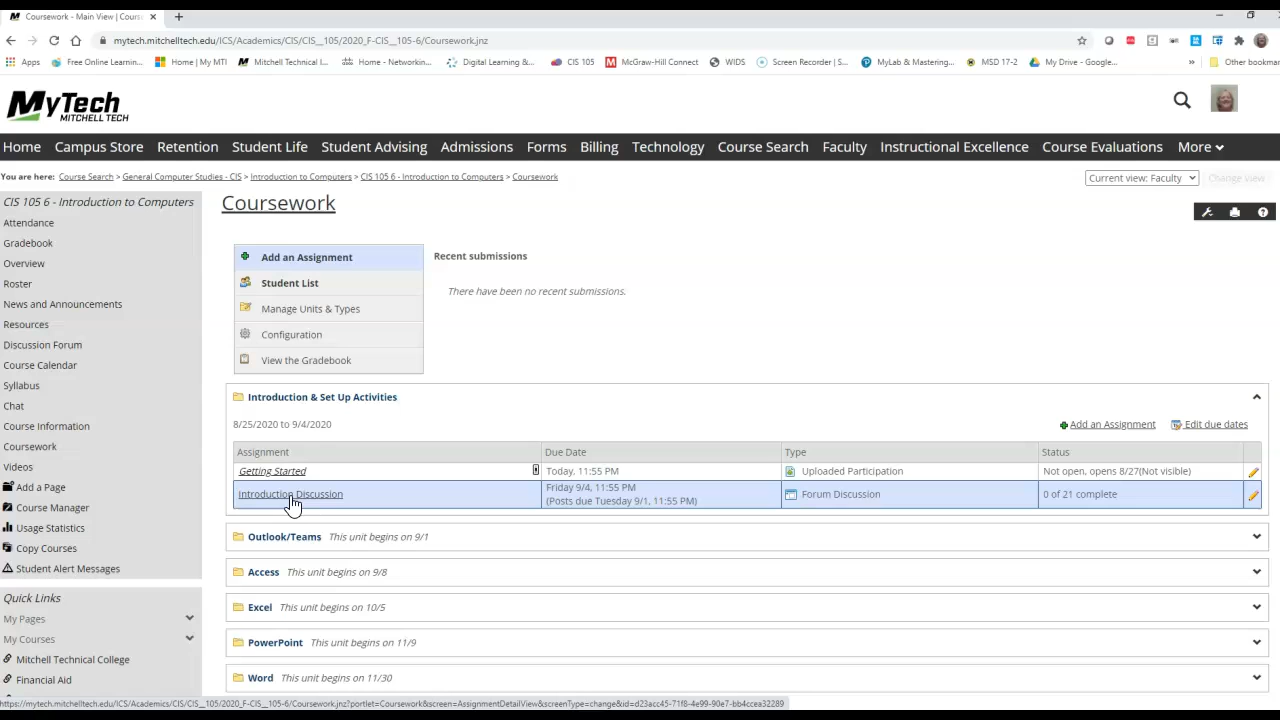 Coursework - Main View | Cours
mytech.mitchelltech.edu/ICS/Academics/CIS/CIS__105/2020_F-CIS__105-6/Coursework.jnz
Apps Free Online Learnin... Home | My MTI Mitchell Technical I... Home - Networkin... Digital Learning &... CIS 105 McGraw-Hill Connect WIDS Screen Recorder | S... MyLab & Mastering... MSD 17-2 My Drive - Google... » Other bookmar
MyTech
MITCHELL TECH
Home Campus Store Retention Student Life Student Advising Admissions Forms Billing Technology Course Search Faculty Instructional Excellence Course Evaluations More
You are here: Course Search > General Computer Studies - CIS > Introduction to Computers > CIS 105 6 - Introduction to Computers > Coursework
Current view: Faculty Change View
CIS 105 6 - Introduction to Computers
Attendance
Gradebook
Overview
Roster
News and Announcements
Resources
Discussion Forum
Course Calendar
Syllabus
Chat
Course Information
Coursework
Videos
Add a Page
Course Manager
Usage Statistics
Copy Courses
Student Alert Messages
Quick Links
My Pages
My Courses
Mitchell Technical College
Financial Aid
Coursework
Add an Assignment
Student List
Manage Units & Types
Configuration
View the Gradebook
Recent submissions
There have been no recent submissions.
Introduction & Set Up Activities
8/25/2020 to 9/4/2020
Add an Assignment Edit due dates
Assignment Due Date Type Status
Getting Started Today, 11:55 PM Uploaded Participation Not open, opens 8/27(Not visible)
Introduction Discussion Friday 9/4, 11:55 PM Forum Discussion 0 of 21 complete
(Posts due Tuesday 9/1, 11:55 PM)
Outlook/Teams This unit begins on 9/1
Access This unit begins on 9/8
Excel This unit begins on 10/5
PowerPoint This unit begins on 11/9
Word This unit begins on 11/30
https://mytech.mitchelltech.edu/ICS/Academics/CIS/CIS__105/2020_F-CIS__105-6/Coursework.jnz?portlet=Coursework&screen=AssignmentDetailView&screenType=change&id=d23acc45-71f8-4e99-90e7-bb4ccea32289